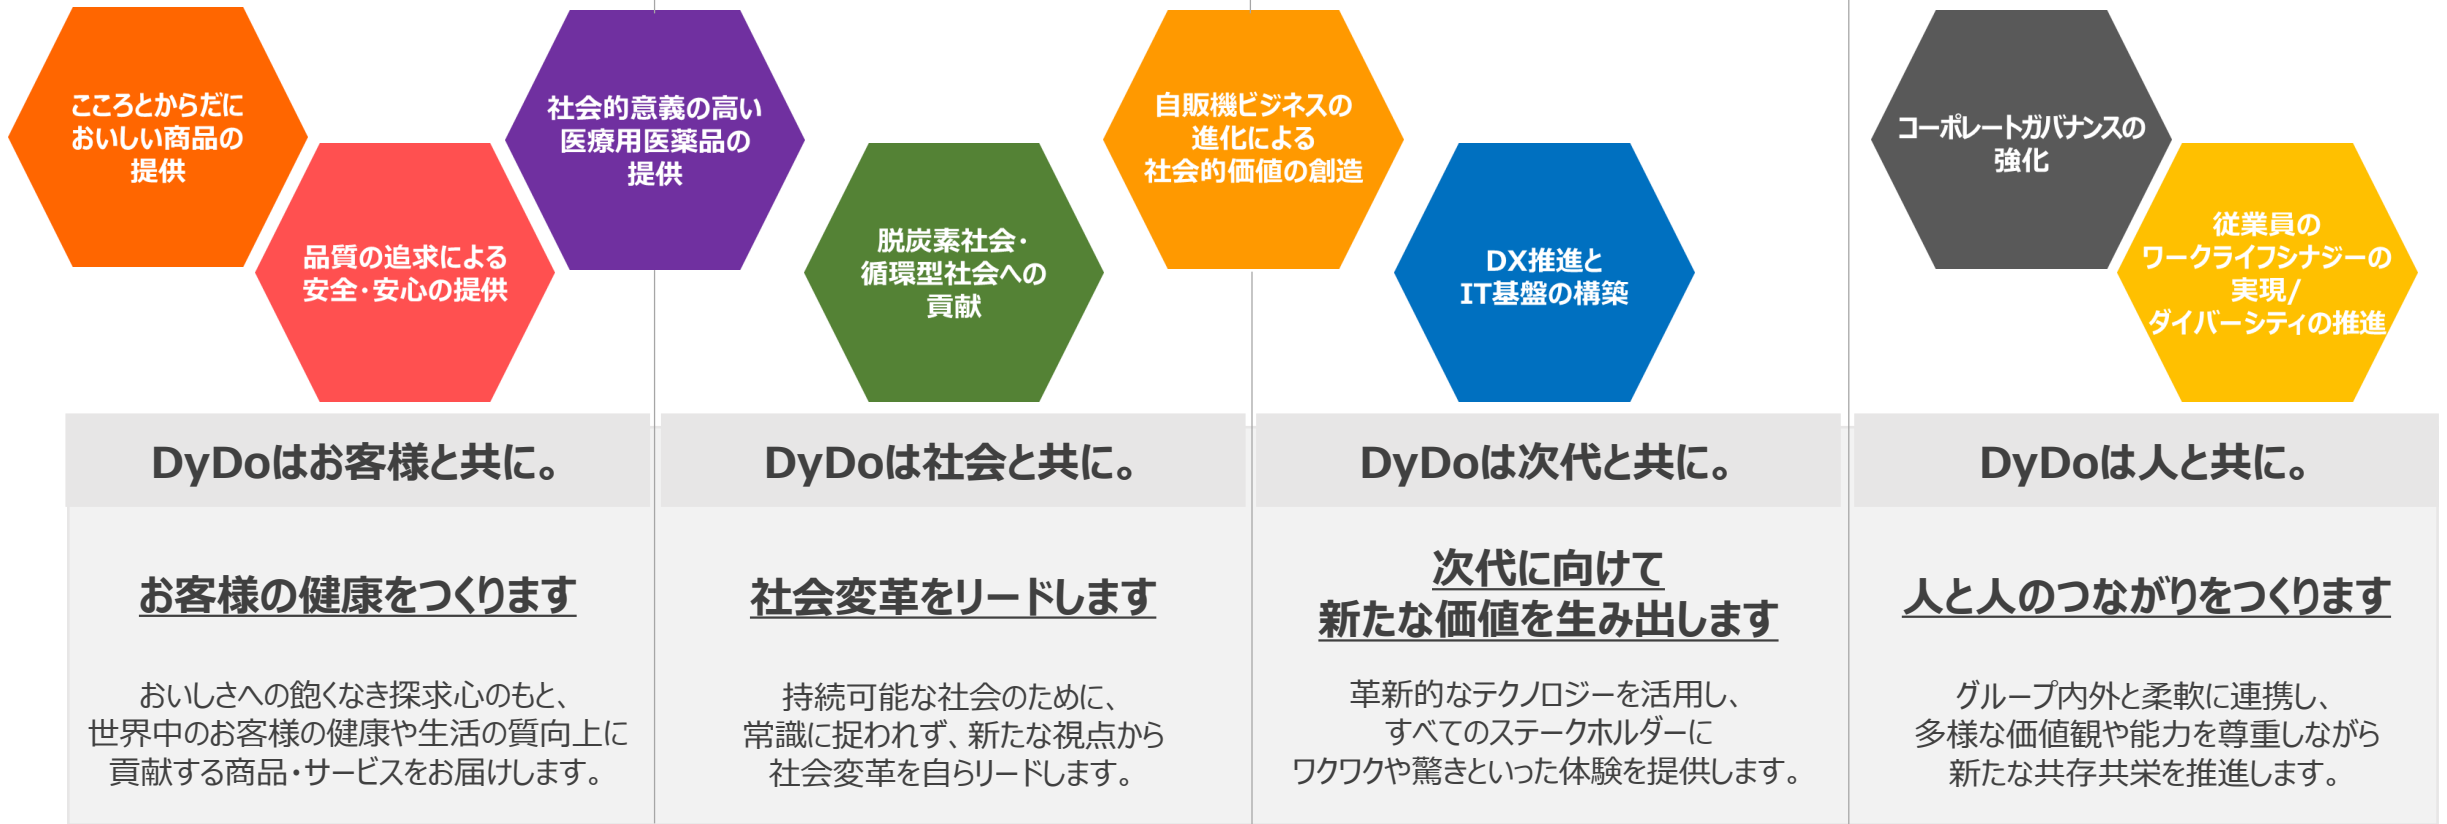 こころとからだに
おいしい商品の
提供
品質の追求による
安全・安心の提供
社会的意義の高い
医療用医薬品の
提供
脱炭素社会・
循環型社会への
貢献
自販機ビジネスの
進化による
社会的価値の創造
DX推進と
IT基盤の構築
コーポレートガバナンスの
強化
従業員の
ワークライフシナジーの
実現/
ダイバーシティの推進
DyDoはお客様と共に。
お客様の健康をつくります
おいしさへの飽くなき探求心のもと、
世界中のお客様の健康や生活の質向上に
貢献する商品・サービスをお届けします。
DyDoは社会と共に。
社会変革をリードします
持続可能な社会のために、
常識に捉われず、新たな視点から
社会変革を自らリードします。
DyDoは次代と共に。
次代に向けて
新たな価値を生み出します
革新的なテクノロジーを活用し、
すべてのステークホルダーに
ワクワクや驚きといった体験を提供します。
DyDoは人と共に。
人と人のつながりをつくります
グループ内外と柔軟に連携し、
多様な価値観や能力を尊重しながら
新たな共存共栄を推進します。